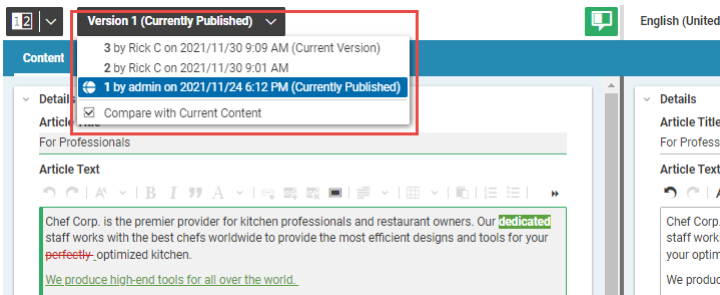 12 Version 1 (Currently Published) English (United
3 by Rick C on 2021/11/30 9:09 AM (Current Version)
2 by Rick C on 2021/11/30 9:01 AM
1 by admin on 2021/11/24 6:12 PM (Currently Published)
Compare with Current Content
Content
Details
Article Title
For Professionals
Article Text
Chef Corp. is the premier provider for kitchen professionals and restaurant owners. Our dedicated
staff works with the best chefs worldwide to provide the most efficient designs and tools for your
perfectly optimized kitchen.
We produce high-end tools for all over the world.
Details
Article Title
For Profess
Article Text
Chef Corp.
staff work
your optim
We produc